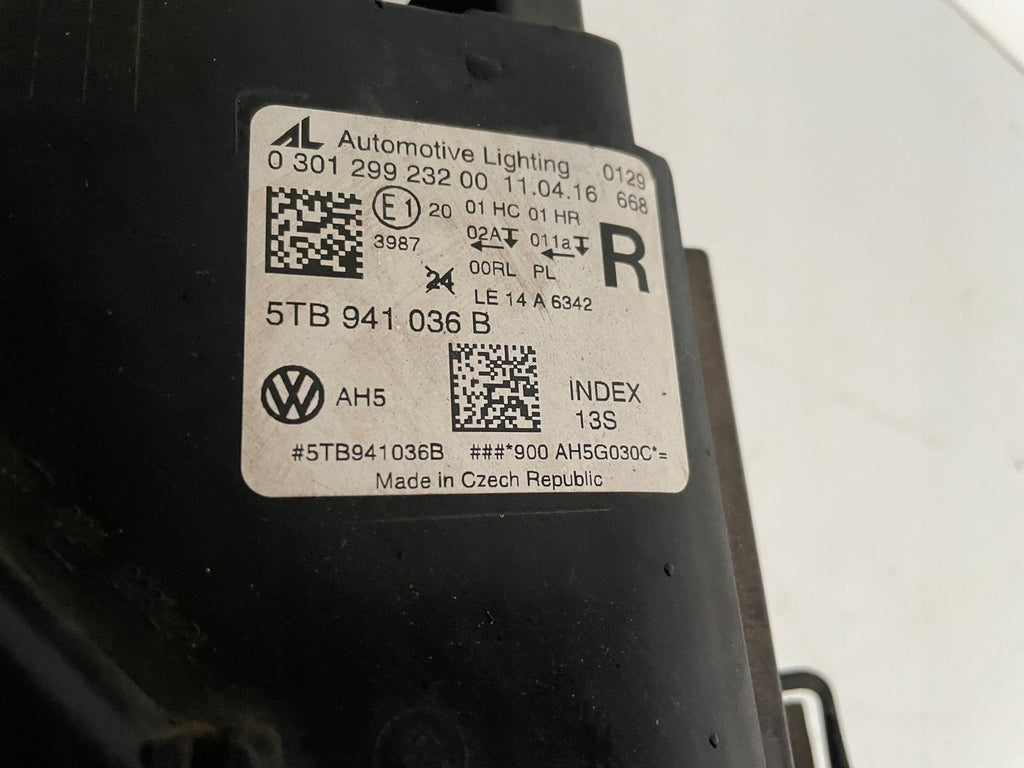 AL Automotive Lighting 0129
0 301 299 232 00 11.04.16 668
E1 20 01 HC 01 HR
3987 02A 011a R
00RL PL
24 LE 14 A 6342
5TB 941 036 B
VW AH5 INDEX
13S
#5TB941036B ###*900 AH5G030C*=
Made in Czech Republic